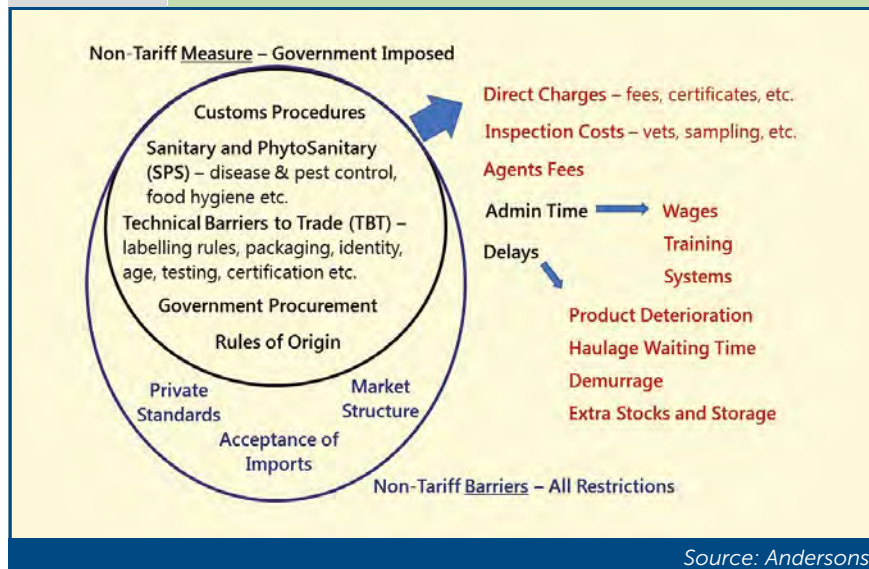 Non-Tariff Measure – Government Imposed
Customs Procedures
Sanitary and PhytoSanitary
(SPS) – disease & pest control,
food hygiene etc.
Technical Barriers to Trade (TBT) –
labelling rules, packaging, identity,
age, testing, certification etc.
Government Procurement
Rules of Origin
Private
Standards
Acceptance of
Imports
Market
Structure
Non-Tariff Barriers – All Restrictions
Direct Charges – fees, certificates, etc.
Inspection Costs – vets, sampling, etc.
Agents Fees
Admin Time
Wages
Training
Systems
Delays
Product Deterioration
Haulage Waiting Time
Demurrage
Extra Stocks and Storage
Source: Andersons